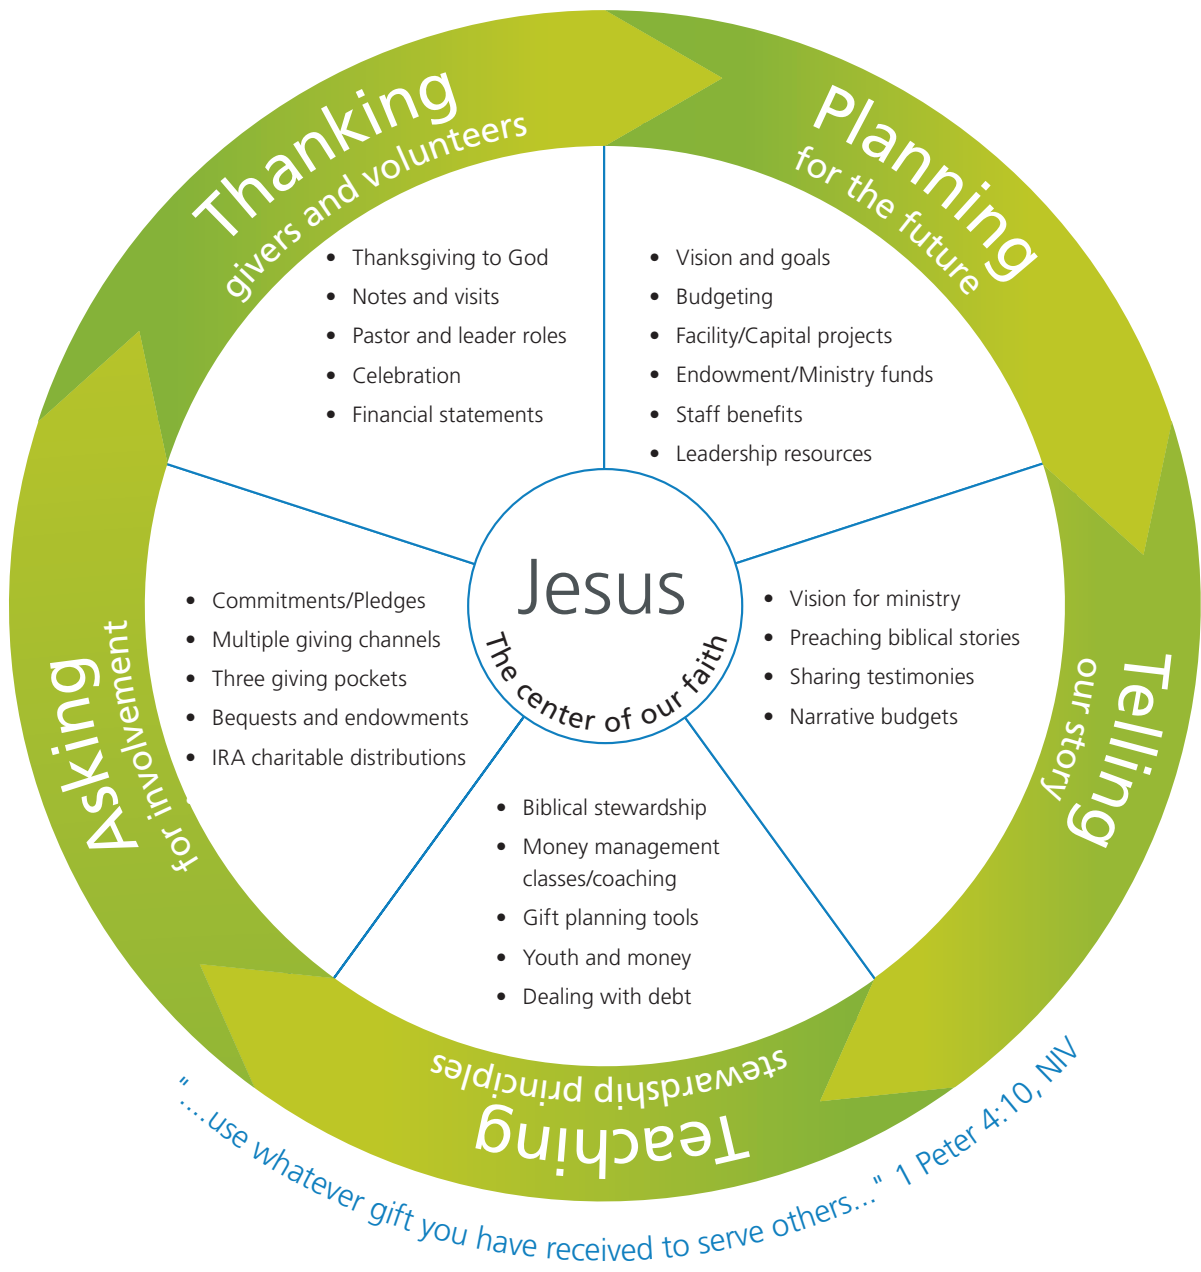 Thanking
givers and volunteers
• Thanksgiving to God
• Notes and visits
• Pastor and leader roles
• Celebration
• Financial statements
Planning
for the future
• Vision and goals
• Budgeting
• Facility/Capital projects
• Endowment/Ministry funds
• Staff benefits
• Leadership resources
Telling
our story
• Vision for ministry
• Preaching biblical stories
• Sharing testimonies
• Narrative budgets
Teaching
stewardship principles
• Biblical stewardship
• Money management
classes/coaching
• Gift planning tools
• Youth and money
• Dealing with debt
Asking
for involvement
• Commitments/Pledges
• Multiple giving channels
• Three giving pockets
• Bequests and endowments
• IRA charitable distributions
Jesus
The center of our faith
"....use whatever gift you have received to serve others..." 1 Peter 4:10, NIV